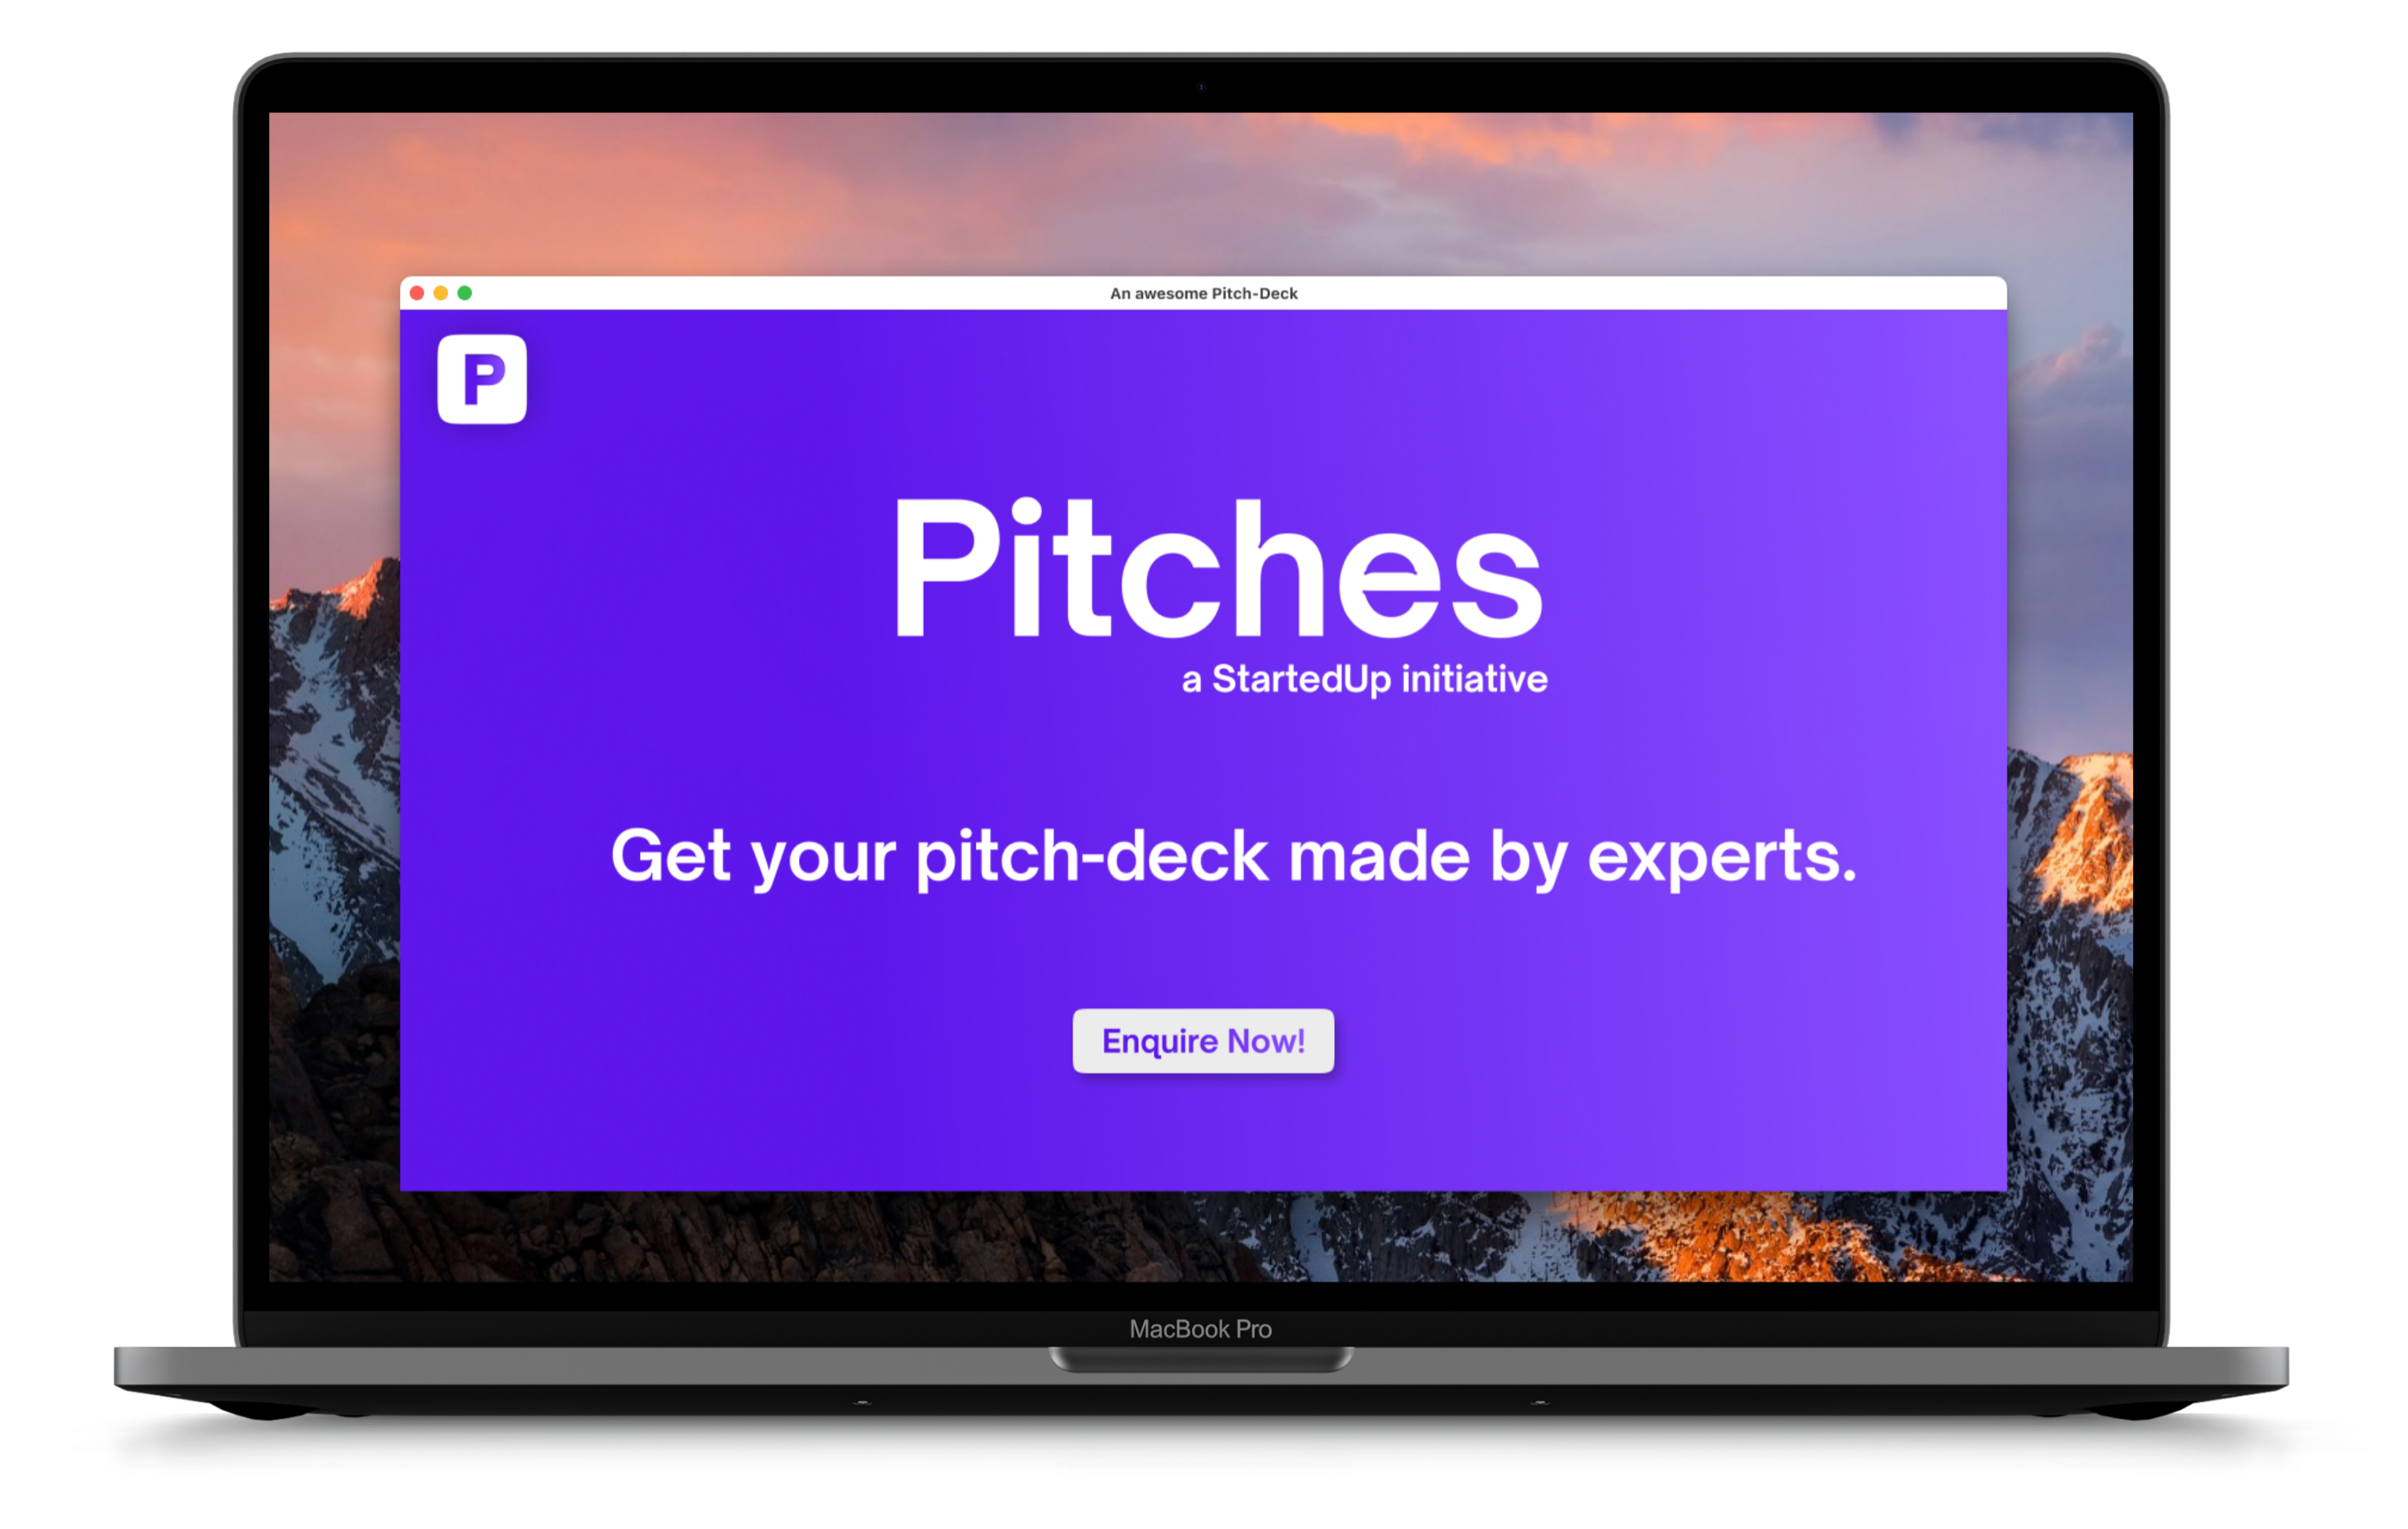 An awesome Pitch-Deck
P
Pitches
a StartedUp initiative
Get your pitch-deck made by experts.
Enquire Now!
MacBook Pro